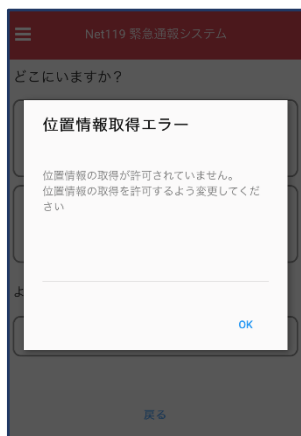 Net119 緊急通報システム
どこにいますか？
位置情報取得エラー
位置情報の取得が許可されていません。
位置情報の取得を許可するよう変更してくだ
さい
よ
OK
戻る